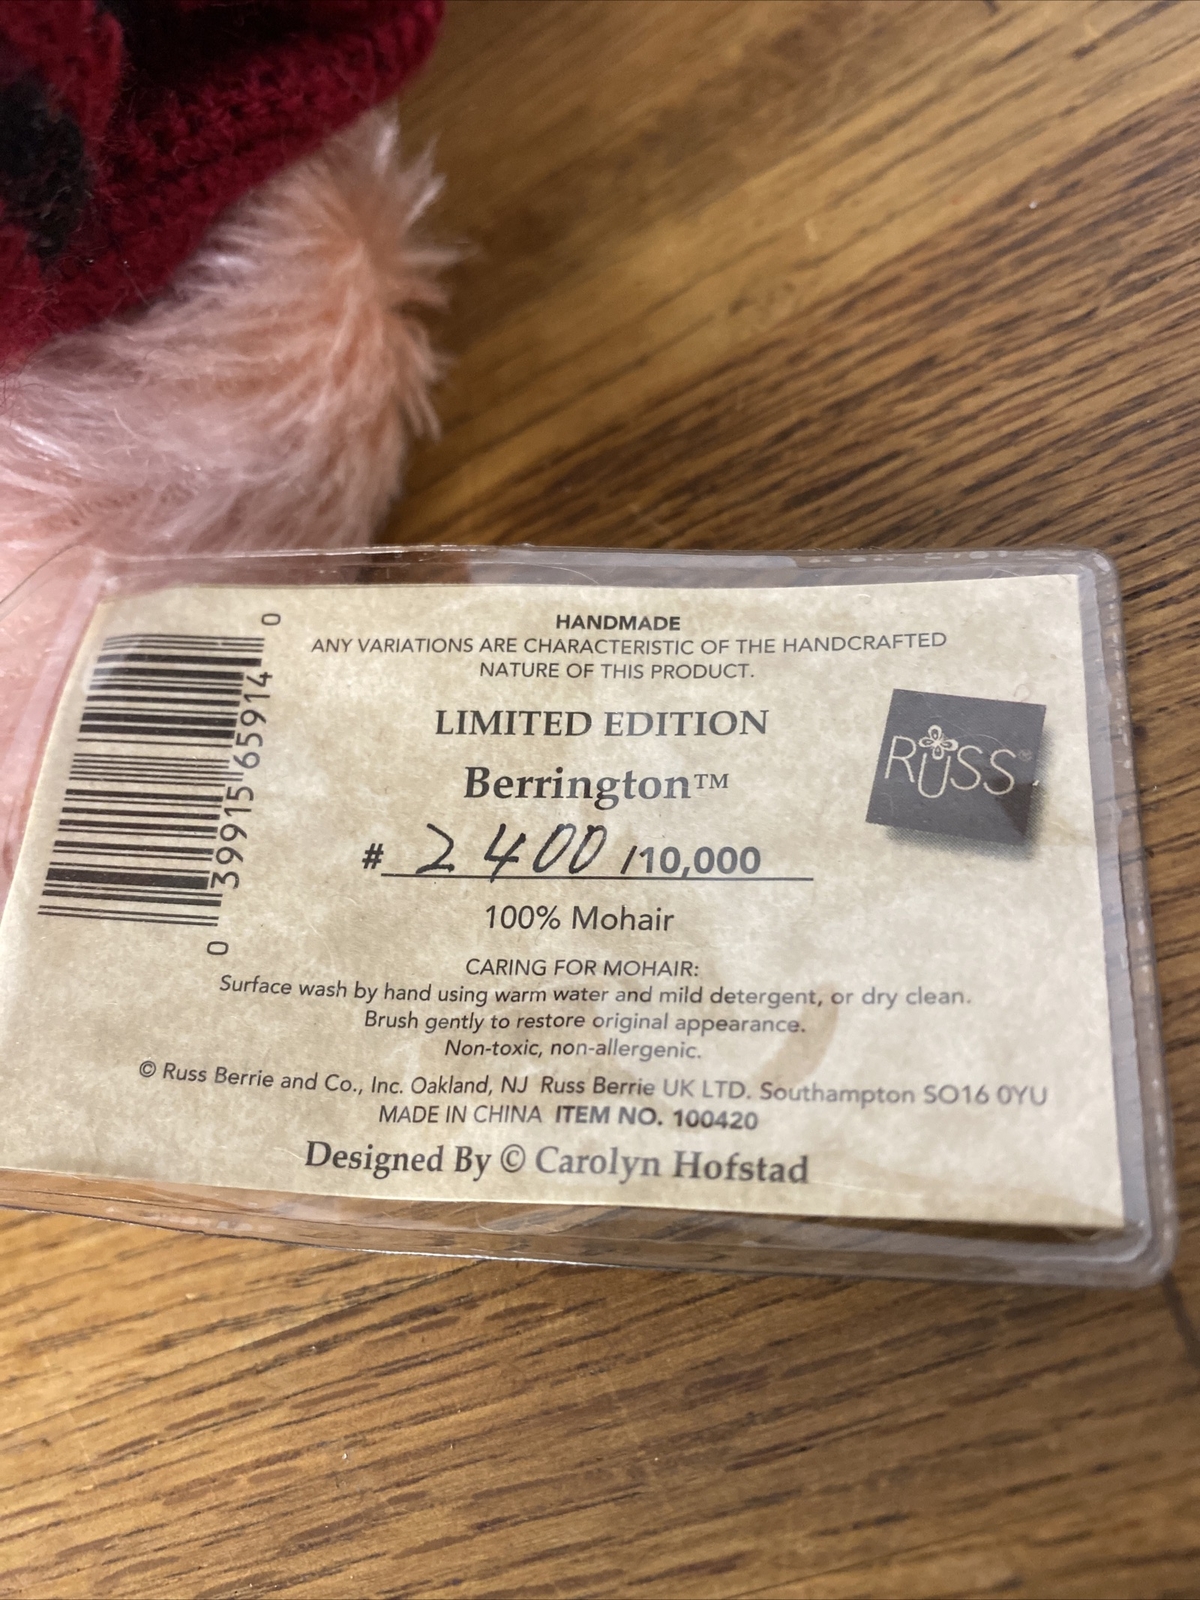 HANDMADE
ANY VARIATIONS ARE CHARACTERISTIC OF THE HANDCRAFTED
NATURE OF THIS PRODUCT.
LIMITED EDITION
Berrington™
# 2400 /10,000
100% Mohair
CARING FOR MOHAIR:
Surface wash by hand using warm water and mild detergent, or dry clean.
Brush gently to restore original appearance.
Non-toxic, non-allergenic.
© Russ Berrie and Co., Inc. Oakland, NJ Russ Berrie UK LTD. Southampton SO16 0YU
MADE IN CHINA ITEM NO. 100420
Designed By © Carolyn Hofstad
RUSS®
0 39915 65914 0